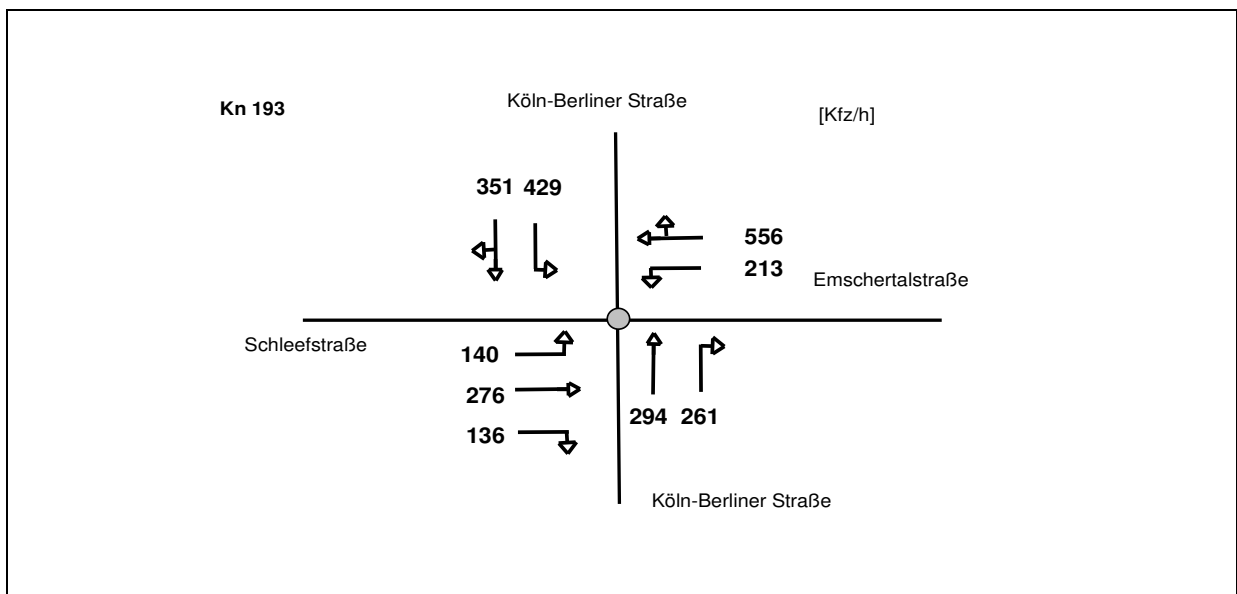 Köln-Berliner Straße
Kn 193
[Kfz/h]
351 429
556
213
Emschertalstraße
Schleefstraße
140
276
136
294 261
Köln-Berliner Straße